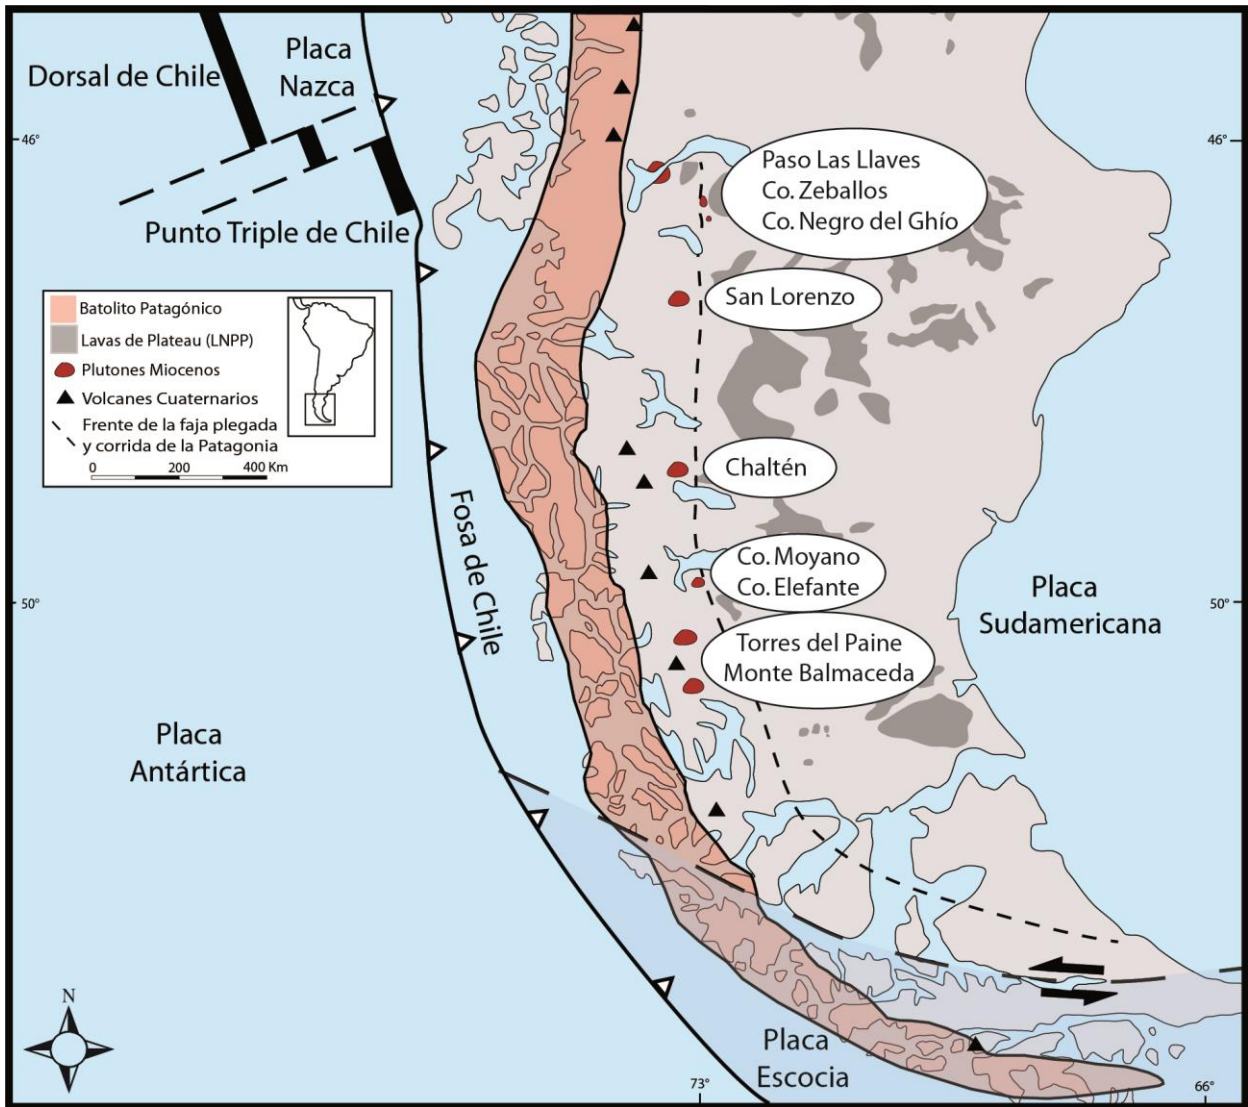 Dorsal de Chile
Placa
Nazca
46°
46°
Punto Triple de Chile
Paso Las Llaves
Co. Zeballos
Co. Negro del Ghío
Batolito Patagónico
Lavas de Plateau (LNPP)
Plutones Miocenos
Volcanes Cuaternarios
Frente de la faja plegada
y corrida de la Patagonia
0 200 400 Km
San Lorenzo
Chaltén
Fosa de Chile
Co. Moyano
Co. Elefante
50°
50°
Placa
Sudamericana
Torres del Paine
Monte Balmaceda
Placa
Antártica
N
Placa
Escocia
73°
66°